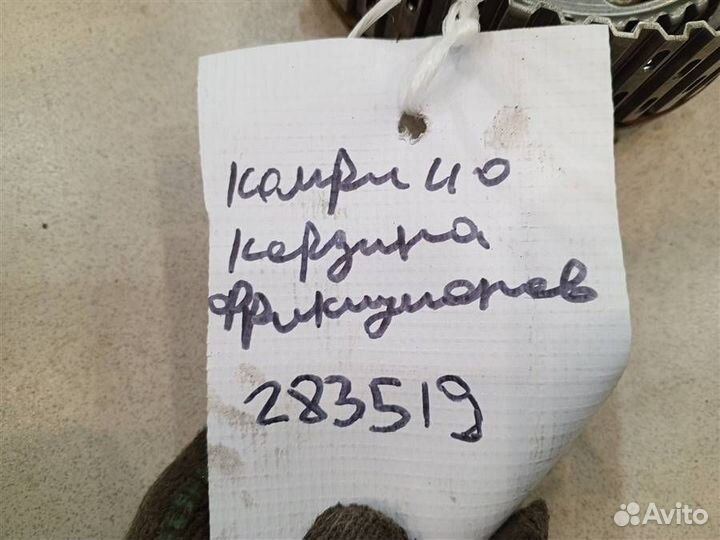 камри 40
корзина
фрикционов
283519
Avito